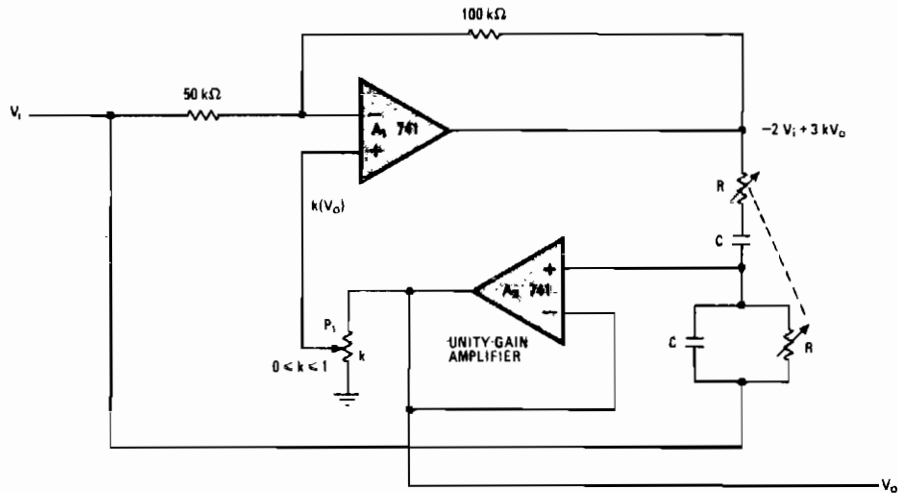 100 kΩ
50 kΩ
Vi
A1 741
−
+
−2 Vi + 3 kVo
R
k(Vo)
C
+
A2 741
−
P1
k
0 ≤ k ≤ 1
UNITY-GAIN
AMPLIFIER
C
R
Vo